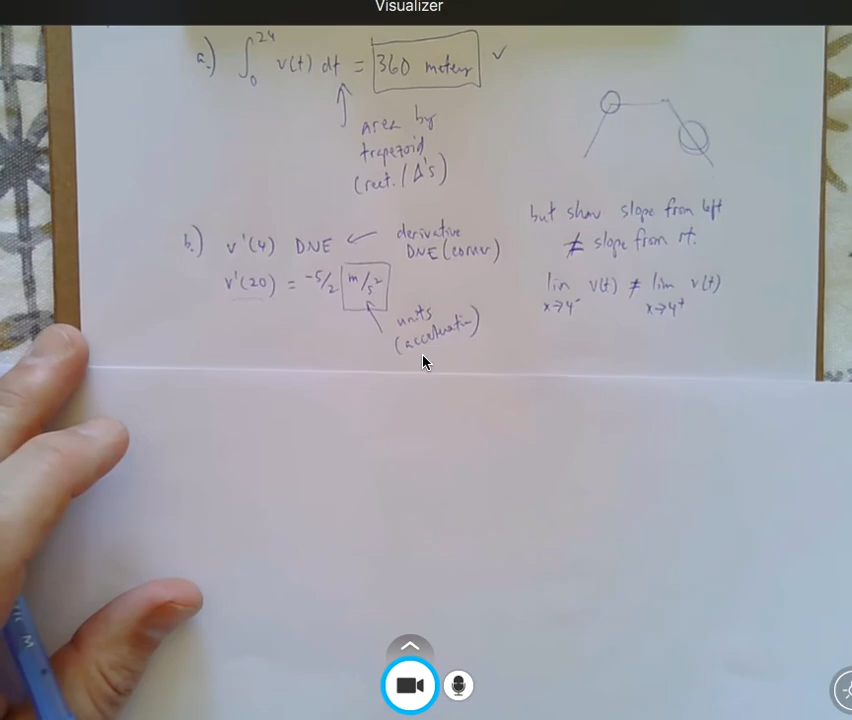 Visualizer
a.) ∫₀²⁴ v(t) dt = 360 meters ✓
area by
trapezoid
(rect./Δ's)
b.) v'(4) DNE ← derivative
DNE (corner)
v'(20) = -5/2 m/s²
units
(acceleration)
but show slope from left
≠ slope from rt.
lim v(t) ≠ lim v(t)
x→4⁻ x→4⁺
M